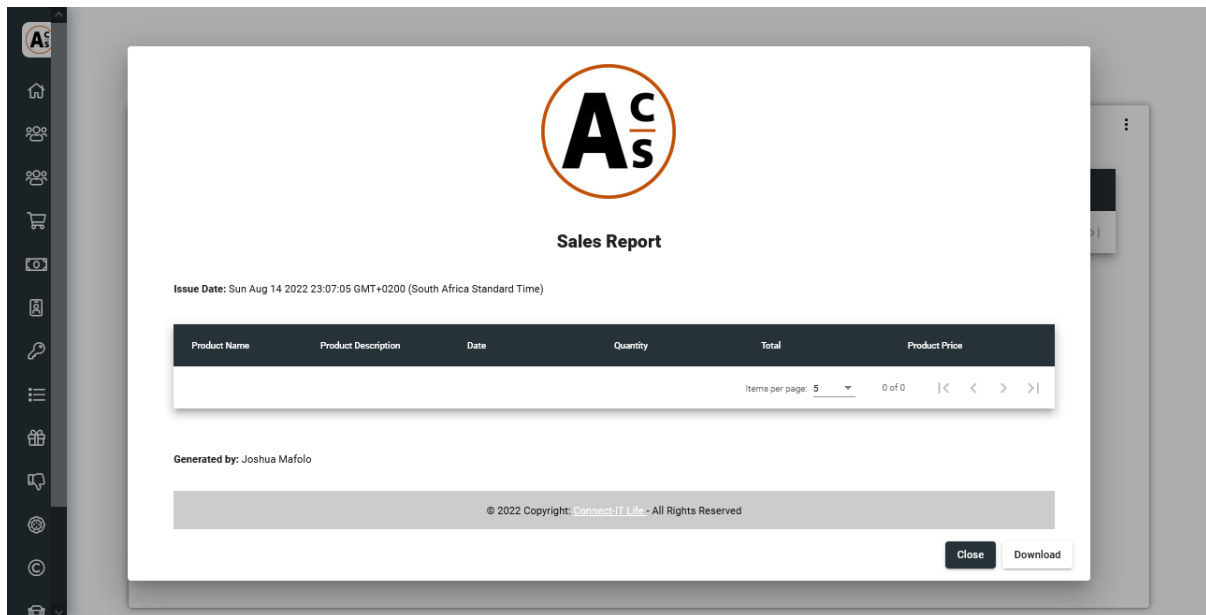 A C S
A C S
Sales Report
Issue Date: Sun Aug 14 2022 23:07:05 GMT+0200 (South Africa Standard Time)
Product Name Product Description Date Quantity Total Product Price
Items per page: 5 0 of 0
Generated by: Joshua Mafolo
© 2022 Copyright: Connect-IT Life - All Rights Reserved
Close Download